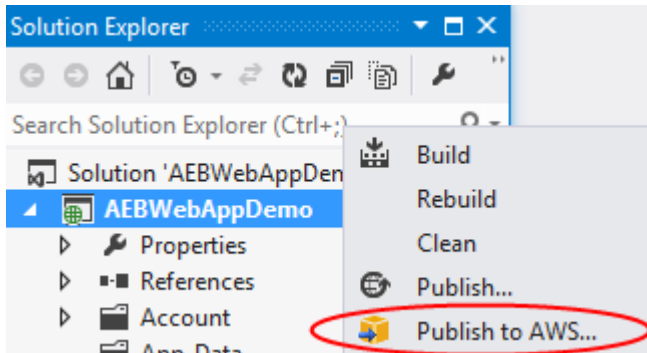 Solution Explorer
Search Solution Explorer (Ctrl+;)
Solution 'AEBWebAppDem
AEBWebAppDemo
Properties
References
Account
App_Data
Build
Rebuild
Clean
Publish...
Publish to AWS...